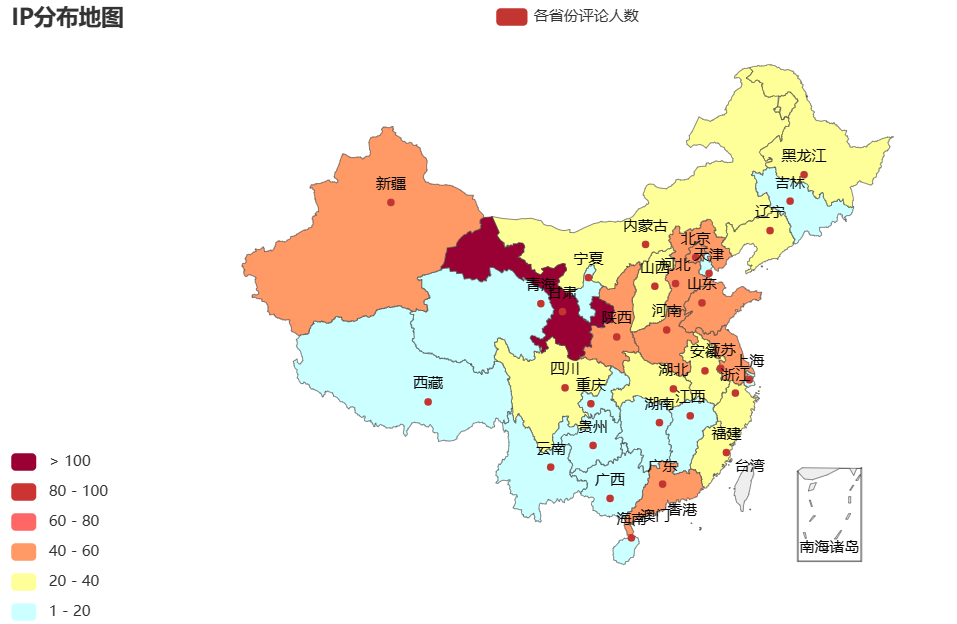 IP分布地图
各省份评论人数
黑龙江
吉林
新疆
辽宁
内蒙古
北京
天津
宁夏
山西
河北
青海
甘肃
山东
河南
陕西
安徽
江苏
上海
四川
湖北
浙江
西藏
重庆
江西
湖南
贵州
福建
云南
广东
台湾
广西
香港
澳门
海南
南海诸岛
> 100
80 - 100
60 - 80
40 - 60
20 - 40
1 - 20